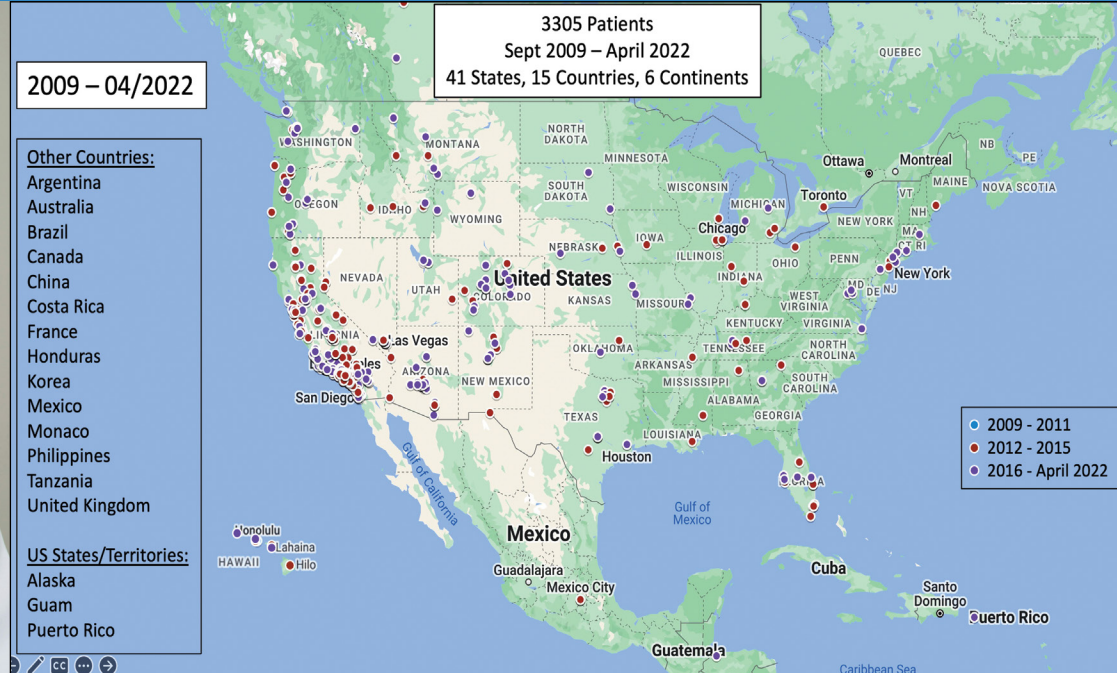 3305 Patients
Sept 2009 – April 2022
41 States, 15 Countries, 6 Continents
2009 – 04/2022
Other Countries:
Argentina
Australia
Brazil
Canada
China
Costa Rica
France
Honduras
Korea
Mexico
Monaco
Philippines
Tanzania
United Kingdom
US States/Territories:
Alaska
Guam
Puerto Rico
2009 - 2011
2012 - 2015
2016 - April 2022
QUEBEC
WASHINGTON
MONTANA
NORTH
DAKOTA
MINNESOTA
Ottawa
Montreal
NB
PE
MAINE
NOVA SCOTIA
OREGON
IDAHO
WYOMING
SOUTH
DAKOTA
WISCONSIN
MICHIGAN
Toronto
VT
NH
NEW YORK
MA
CT RI
Chicago
IOWA
NEBRASK
ILLINOIS
INDIANA
OHIO
PENN
New York
NEVADA
UTAH
COLORADO
United States
KANSAS
MISSOURI
WEST
VIRGINIA
MD
DE
NJ
KENTUCKY
VIRGINIA
Las Vegas
ARIZONA
NEW MEXICO
OKLAHOMA
ARKANSAS
TENNESSEE
NORTH
CAROLINA
MISSISSIPPI
SOUTH
CAROLINA
ALABAMA
GEORGIA
San Diego
TEXAS
LOUISIANA
Houston
Gulf of California
Gulf of
Mexico
Honolulu
Lahaina
HAWAII
Hilo
Mexico
Guadalajara
Mexico City
Cuba
Santo
Domingo
Puerto Rico
Guatemala
Caribbean Sea
CC